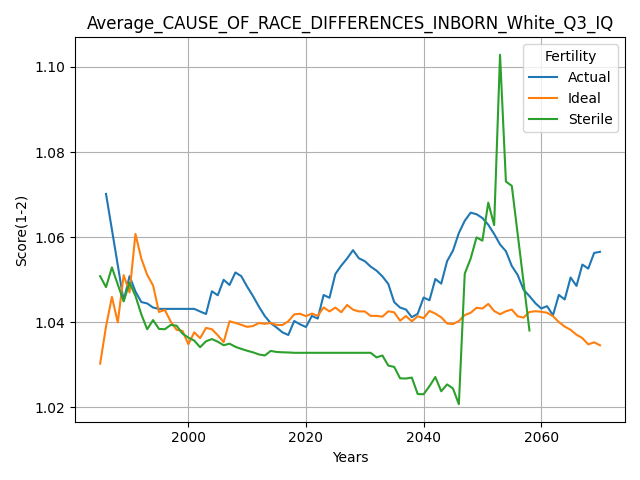 Average_CAUSE_OF_RACE_DIFFERENCES_INBORN_White_Q3_IQ
Fertility
Actual
Ideal
Sterile
Score(1-2)
1.10
1.08
1.06
1.04
1.02
2000
2020
2040
2060
Years